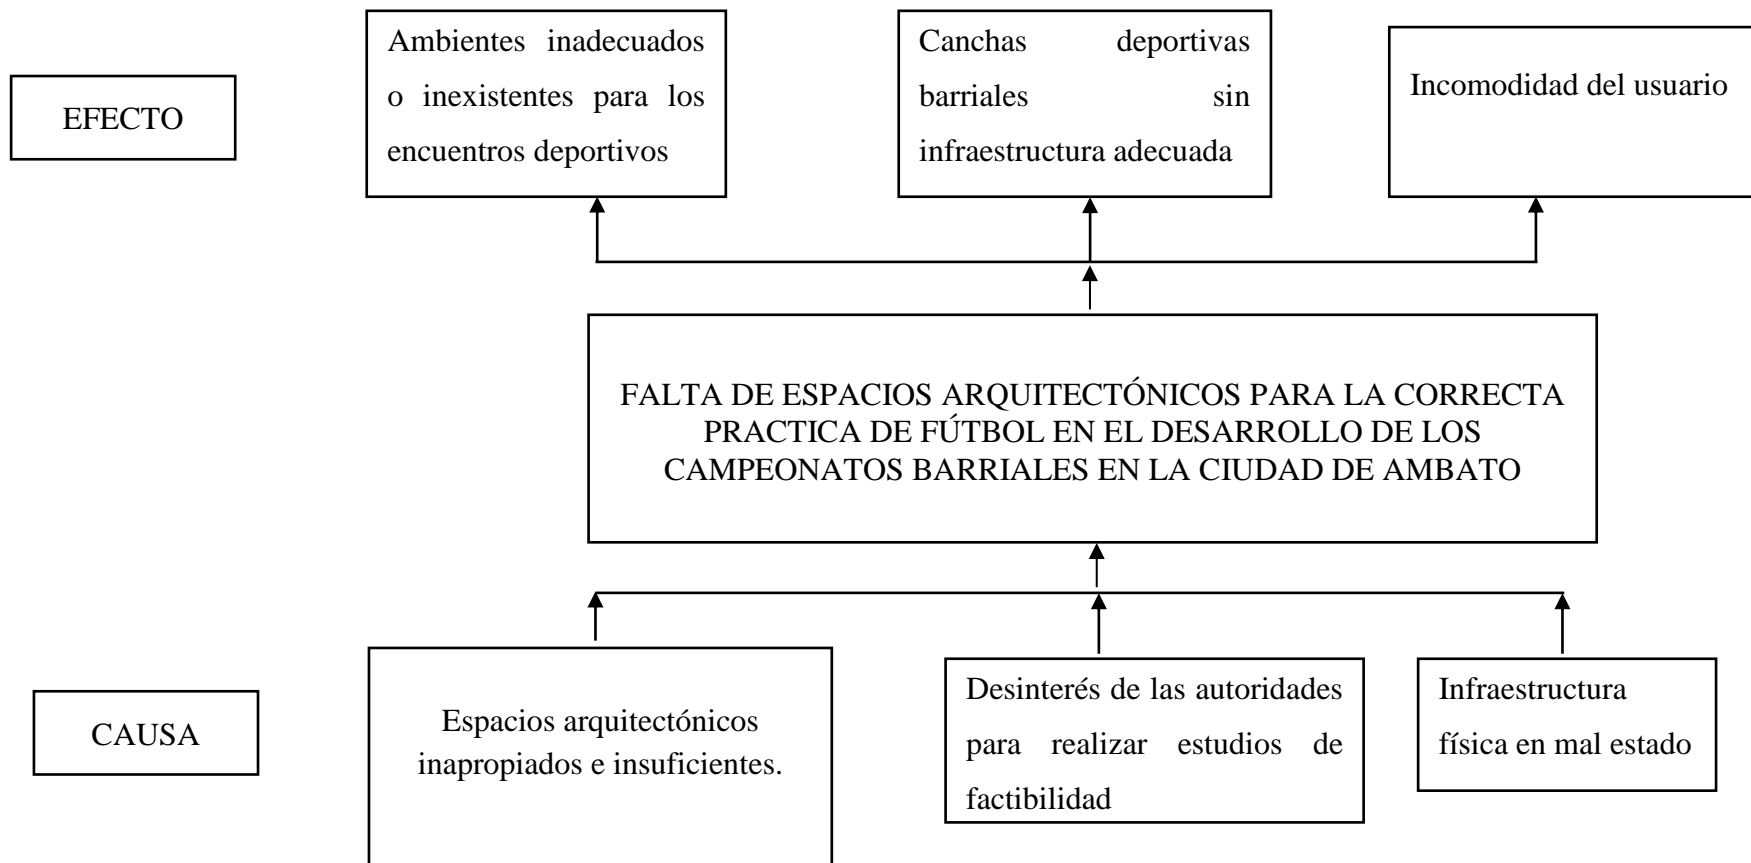 EFECTO
Ambientes inadecuados
o inexistentes para los
encuentros deportivos
Canchas deportivas
barriales sin
infraestructura adecuada
Incomodidad del usuario
FALTA DE ESPACIOS ARQUITECTÓNICOS PARA LA CORRECTA
PRACTICA DE FÚTBOL EN EL DESARROLLO DE LOS
CAMPEONATOS BARRIALES EN LA CIUDAD DE AMBATO
CAUSA
Espacios arquitectónicos
inapropiados e insuficientes.
Desinterés de las autoridades
para realizar estudios de
factibilidad
Infraestructura
física en mal estado